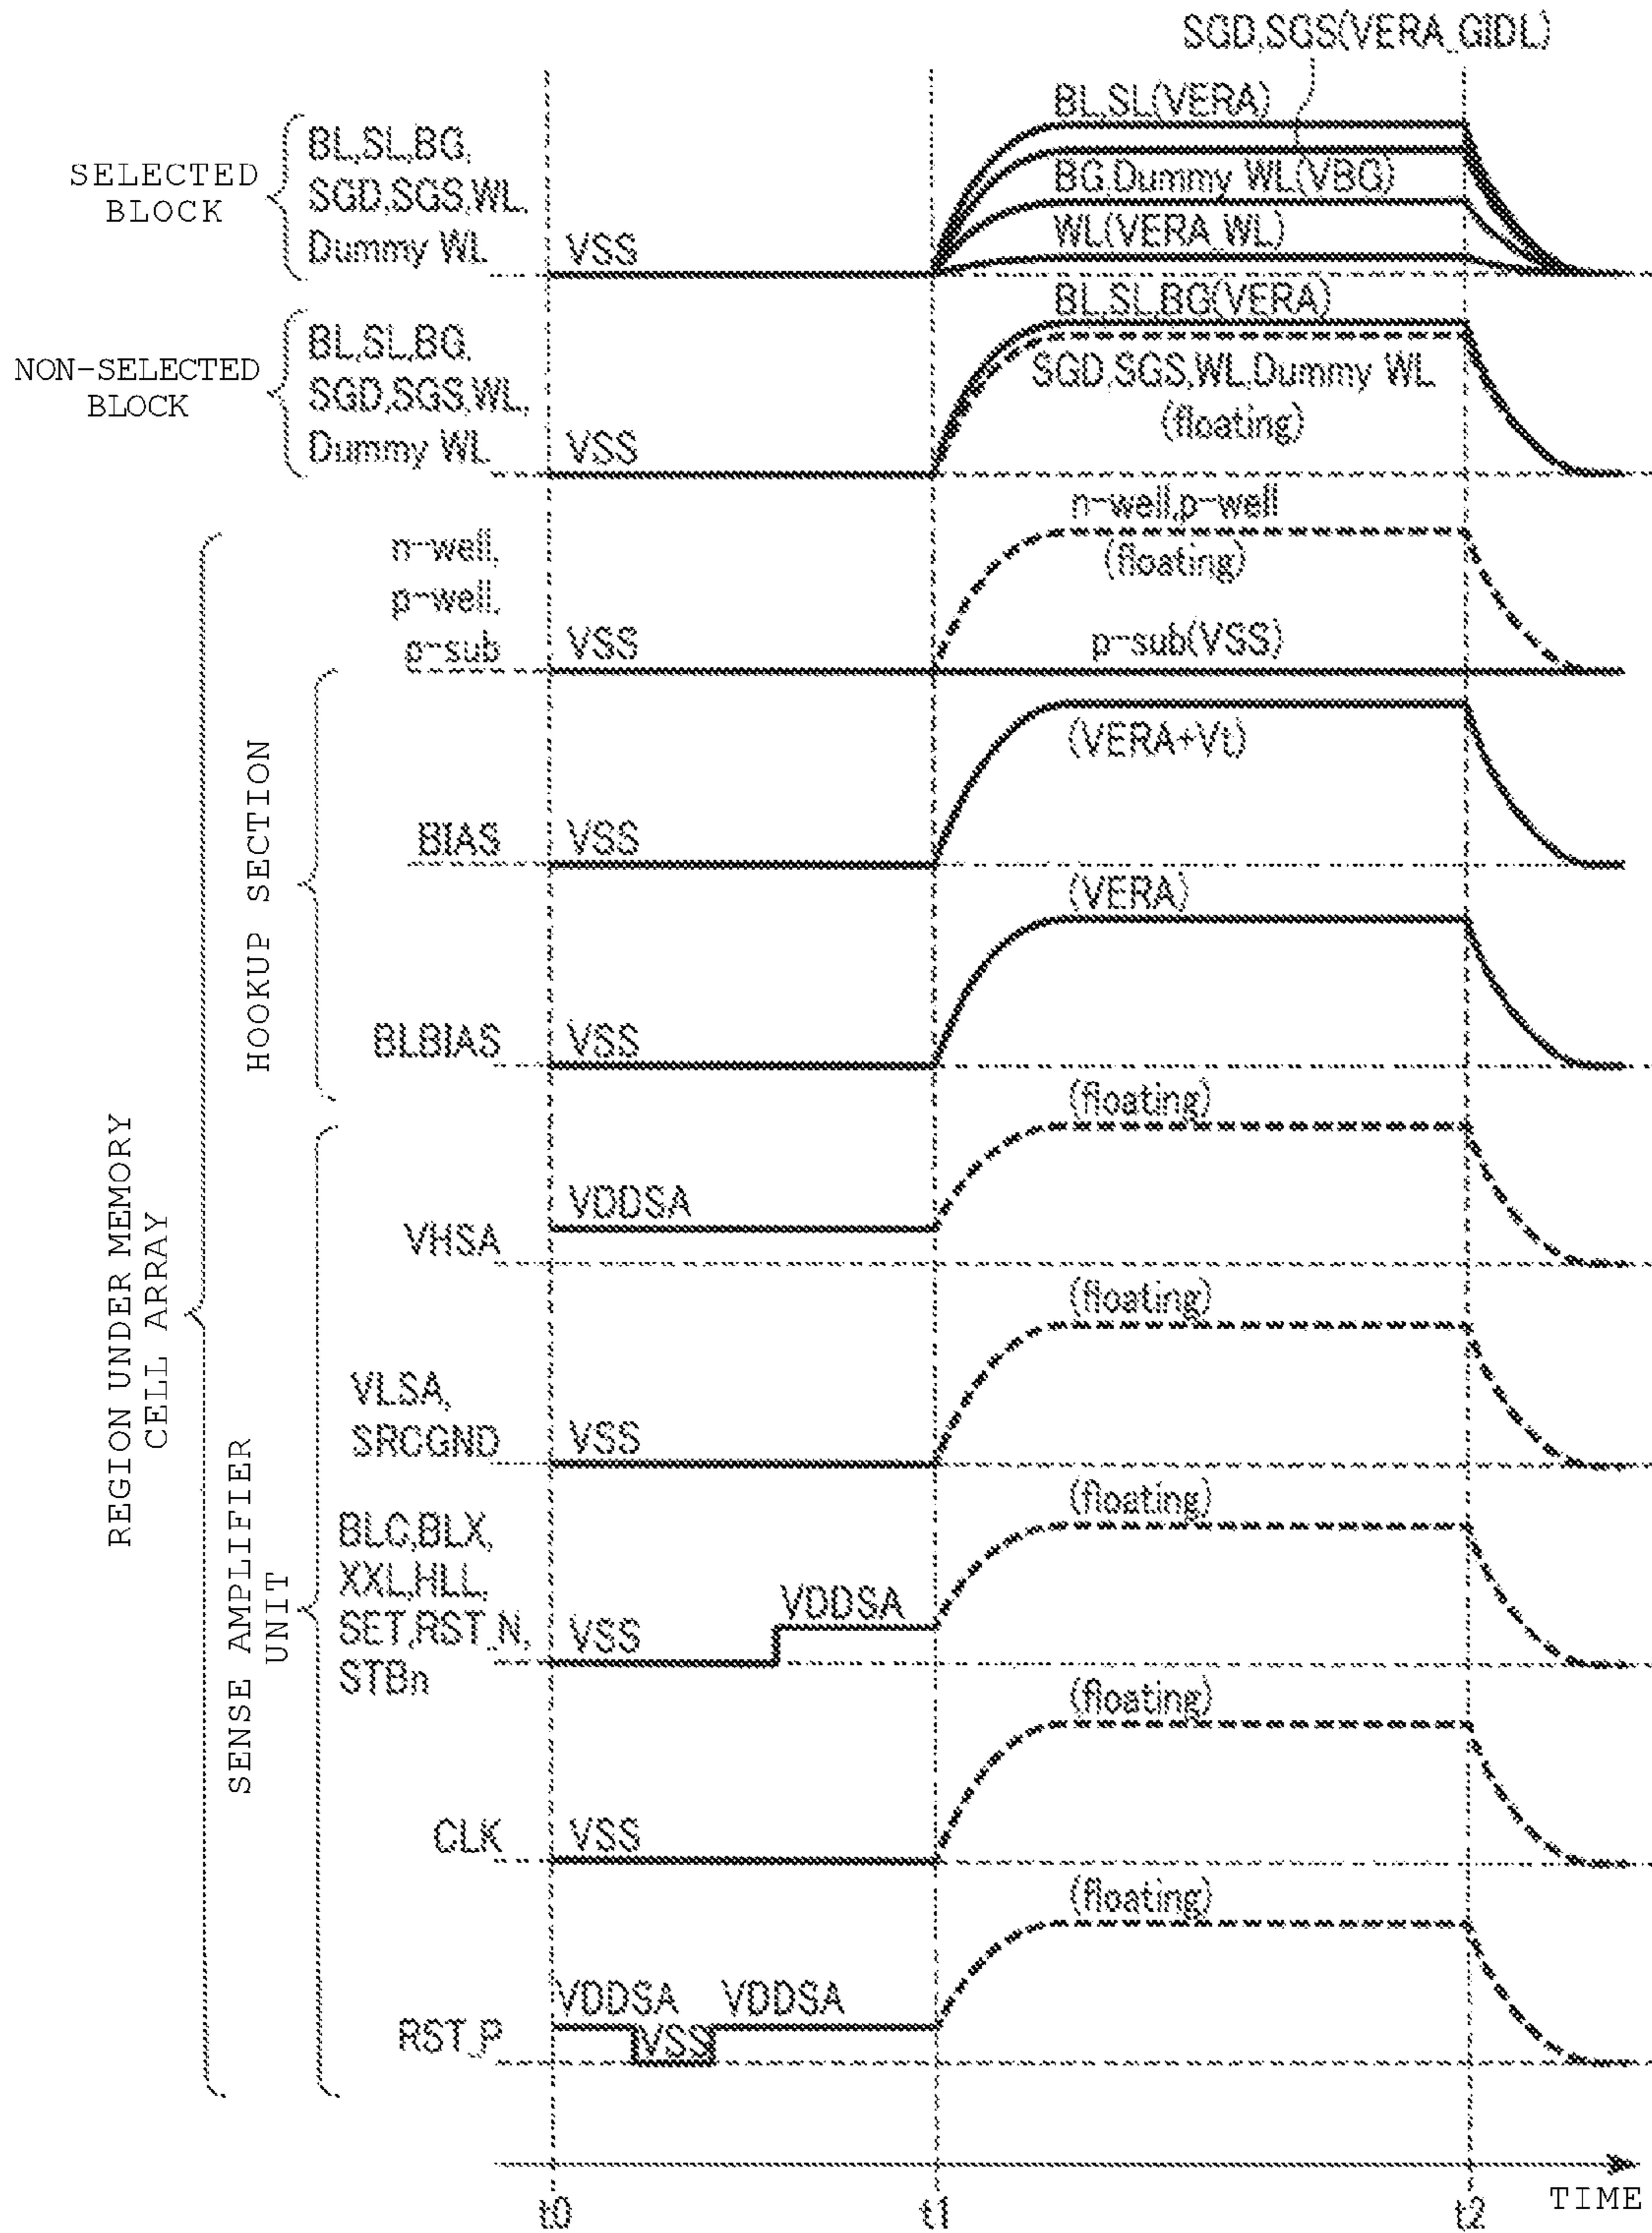 SGD,SGS(VERA_GIDL)
BL,SL(VERA)
SELECTED
BLOCK
BL,SL,BG,
SGD,SGS,WL,
Dummy WL
VSS
BG,Dummy WL(VBG)
WL(VERA_WL)
NON-SELECTED
BLOCK
BL,SL,BG,
SGD,SGS,WL,
Dummy WL
VSS
BL,SL,BG(VERA)
SGD,SGS,WL,Dummy WL
(floating)
REGION UNDER MEMORY
CELL ARRAY
n-well,
p-well,
p-sub
VSS
n-well,p-well
(floating)
p-sub(VSS)
HOOKUP SECTION
BIAS
VSS
(VERA+Vt)
BLBIAS
VSS
(VERA)
SENSE AMPLIFIER
UNIT
VHSA
VDDSA
(floating)
VLSA,
SRCGND
VSS
(floating)
BLC,BLX,
XXL,HLL,
SET,RST_N,
STBn
VSS
VDDSA
(floating)
CLK
VSS
(floating)
RST_P
VDDSA
VSS
VDDSA
(floating)
t0
t1
t2
TIME